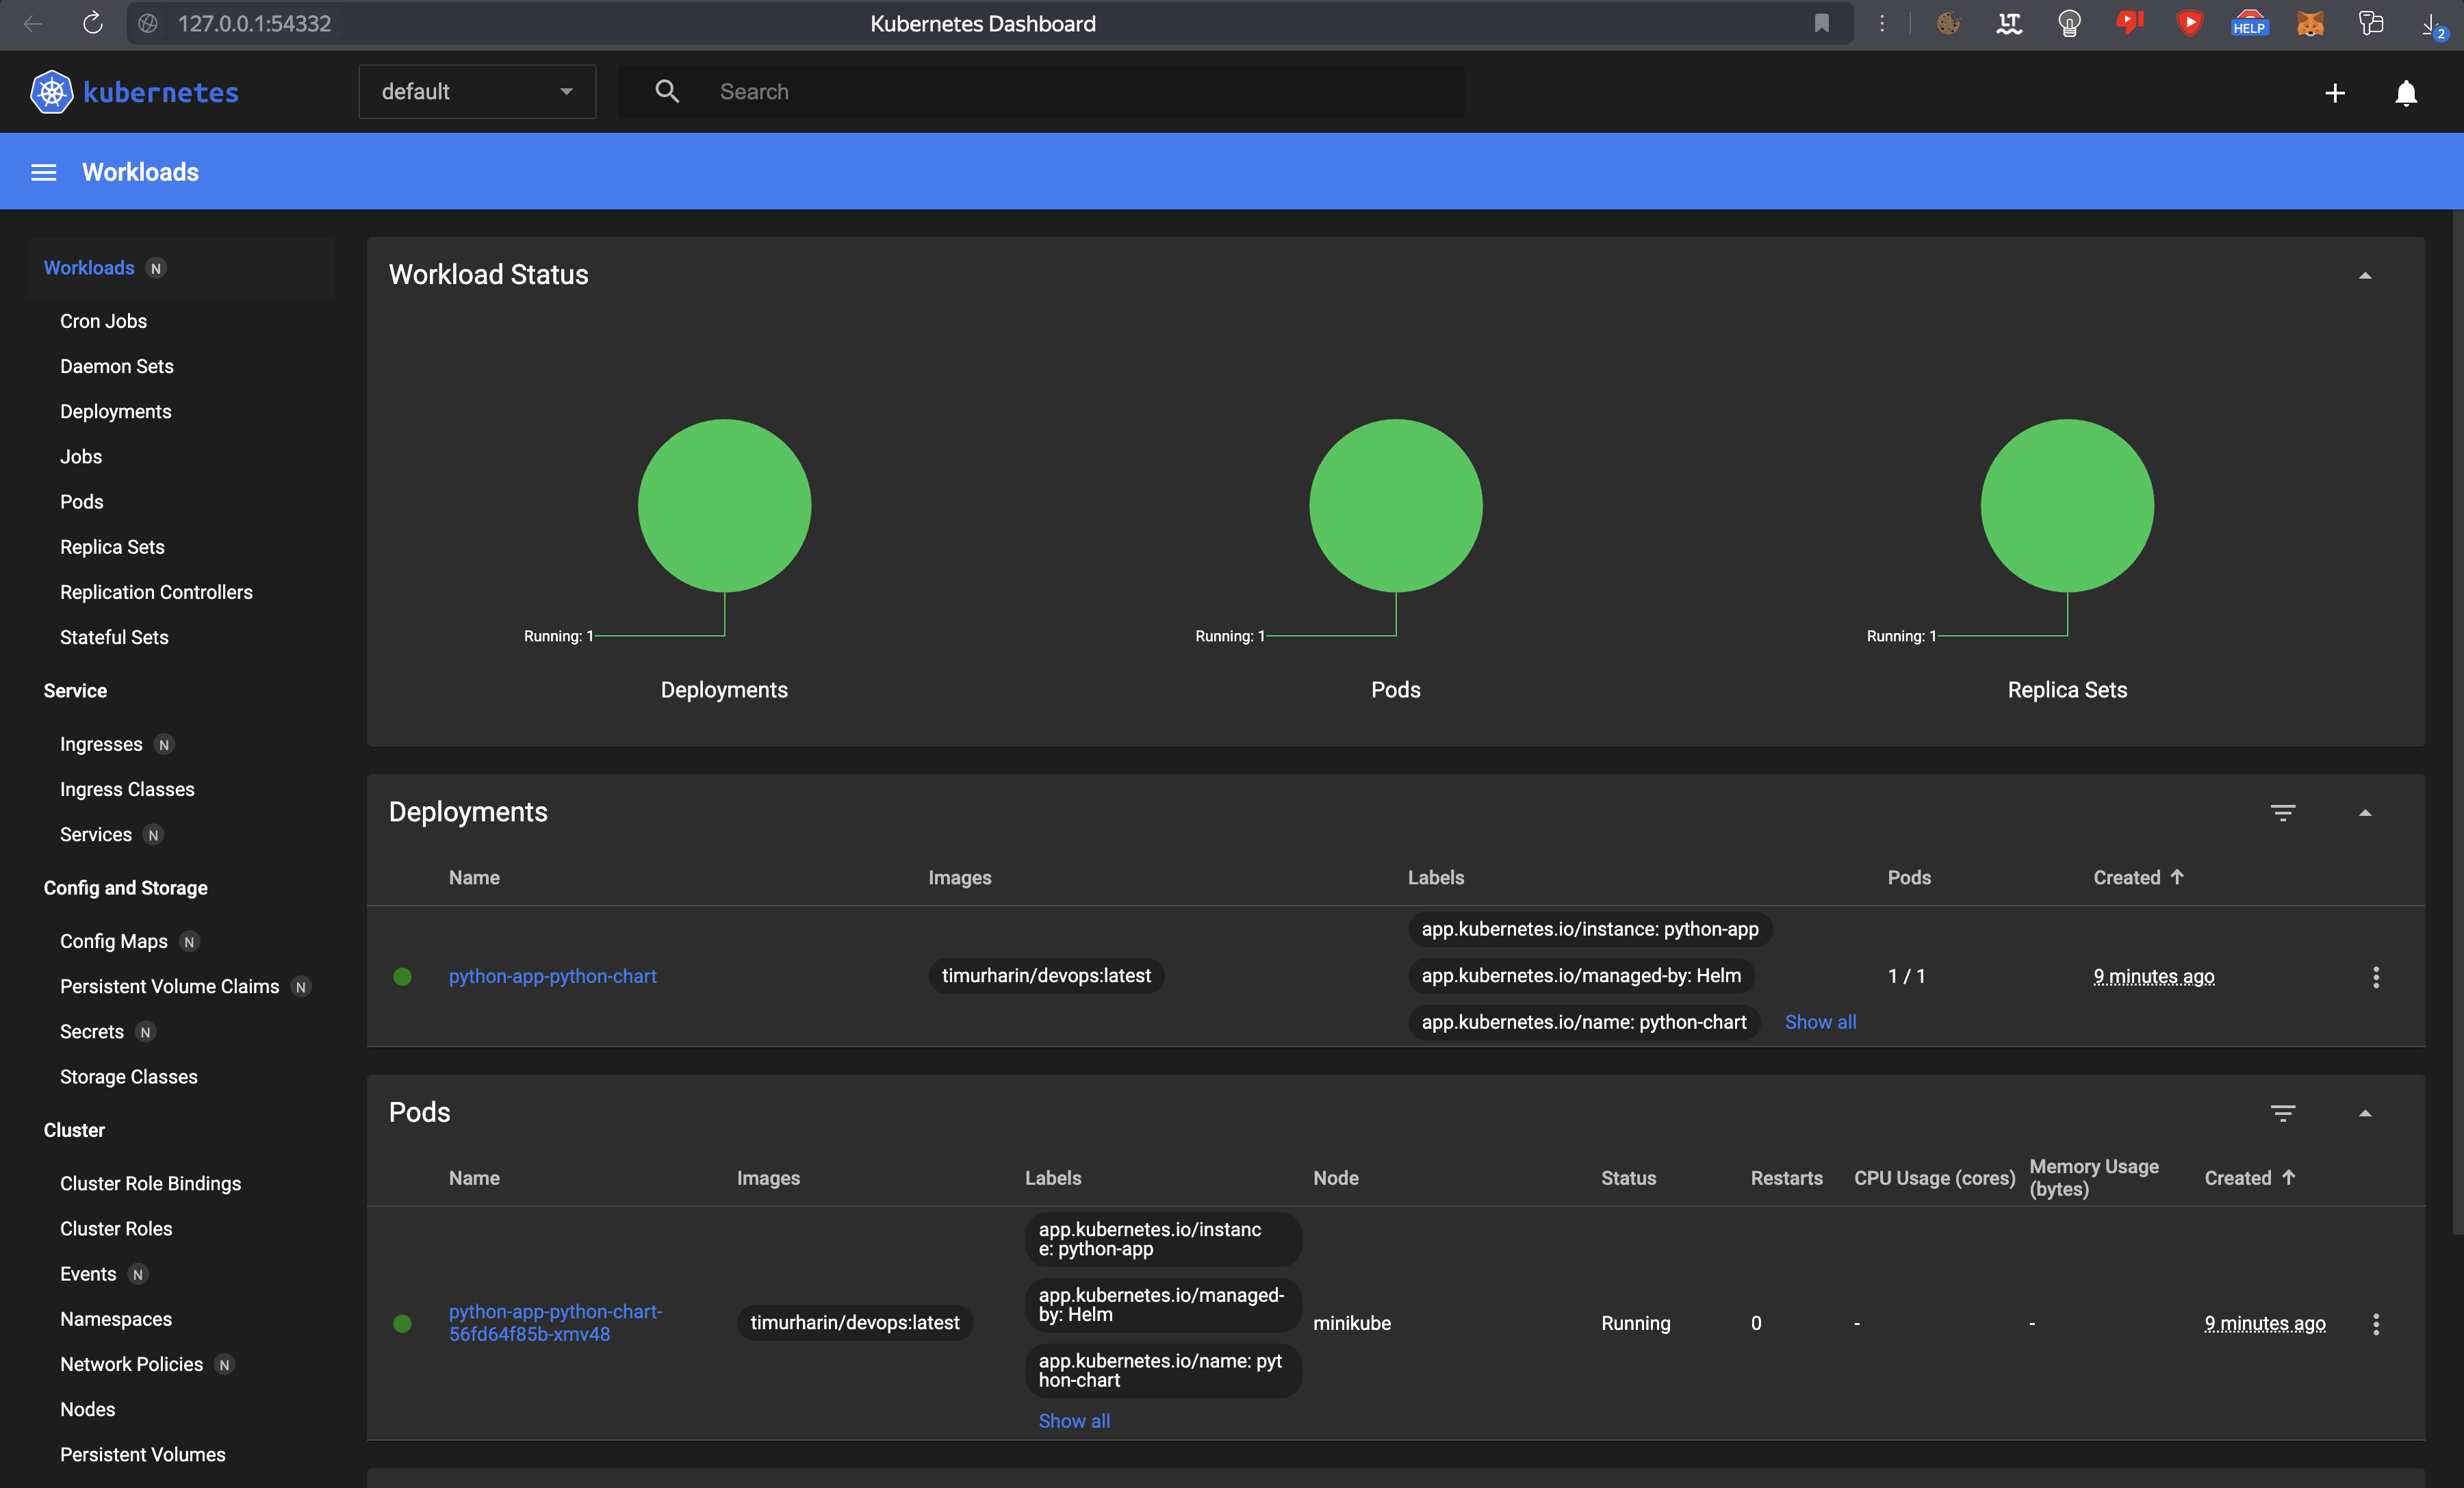 127.0.0.1:54332
Kubernetes Dashboard
LT
HELP
2
kubernetes
default
Search
Workloads
Workloads N
Cron Jobs
Daemon Sets
Deployments
Jobs
Pods
Replica Sets
Replication Controllers
Stateful Sets
Service
Ingresses N
Ingress Classes
Services N
Config and Storage
Config Maps N
Persistent Volume Claims N
Secrets N
Storage Classes
Cluster
Cluster Role Bindings
Cluster Roles
Events N
Namespaces
Network Policies N
Nodes
Persistent Volumes
Workload Status
Running: 1
Deployments
Running: 1
Pods
Running: 1
Replica Sets
Deployments
Name Images Labels Pods Created
python-app-python-chart
timurharin/devops:latest
app.kubernetes.io/instance: python-app
app.kubernetes.io/managed-by: Helm
app.kubernetes.io/name: python-chart
Show all
1 / 1
9 minutes ago
Pods
Name Images Labels Node Status Restarts CPU Usage (cores) Memory Usage
(bytes) Created
python-app-python-chart-
56fd64f85b-xmv48
timurharin/devops:latest
app.kubernetes.io/instanc
e: python-app
app.kubernetes.io/managed-
by: Helm
app.kubernetes.io/name: pyt
hon-chart
Show all
minikube
Running
0
-
-
9 minutes ago